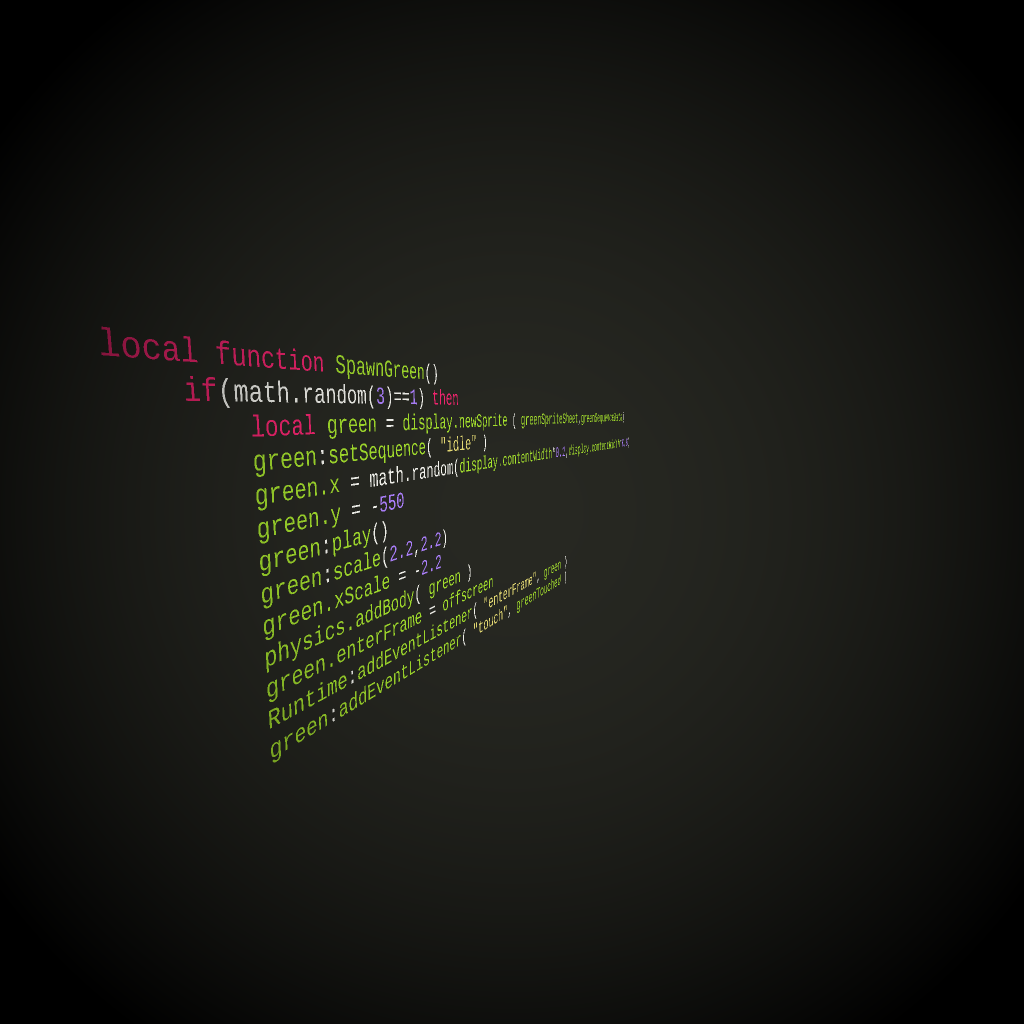 local function SpawnGreen()
if(math.random(3)==1) then
local green = display.newSprite ( greenSpriteSheet,greenSequenceData)
green:setSequence( "idle" )
green.x = math.random(display.contentWidth*0.1,display.contentWidth
green.y = -550
green:play()
green:scale(2.2,2.2)
green.xScale = -2.2
physics.addBody( green )
green.enterFrame = offscreen
Runtime:addEventListener( "enterFrame", green )
green:addEventListener( "touch", greenTouched )